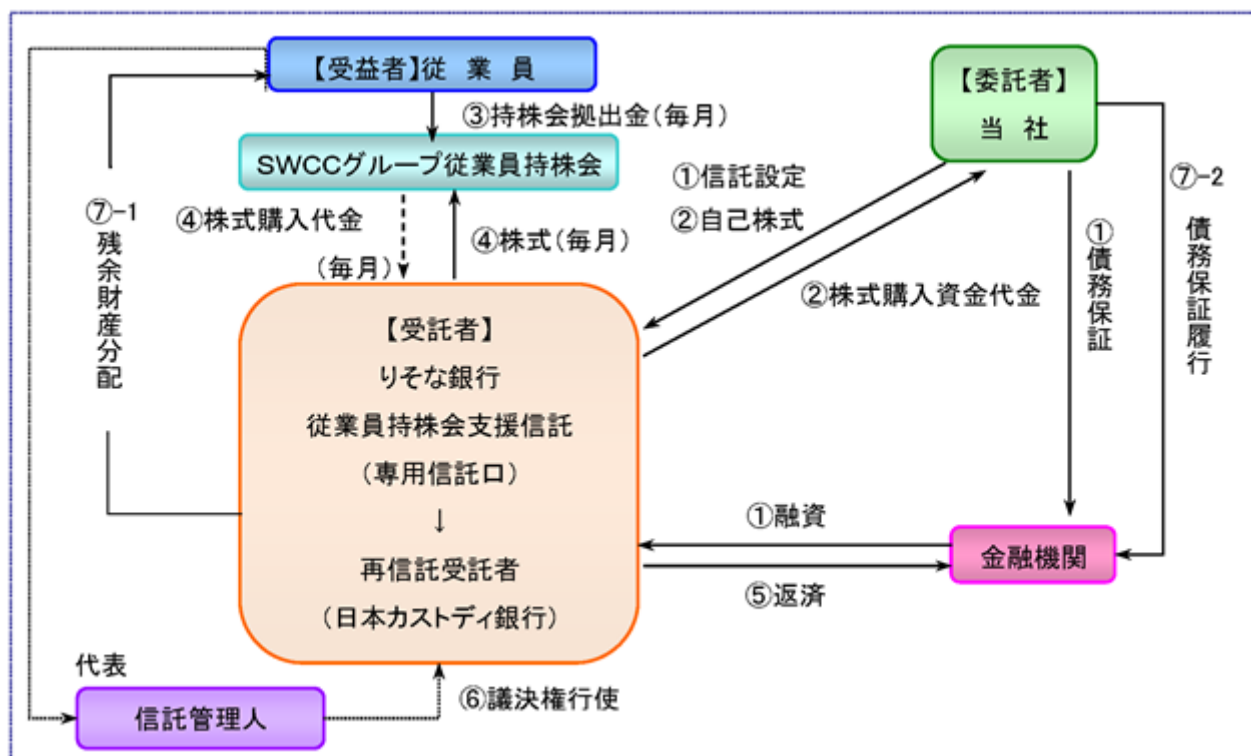 【受益者】従 業 員
③持株会拠出金(毎月)
SWCCグループ従業員持株会
④株式購入代金
(毎月)
④株式(毎月)
【委託者】
当 社
①信託設定
②自己株式
②株式購入資金代金
⑦-1
残余財産分配
①債務保証
⑦-2
債務保証履行
【受託者】
りそな銀行
従業員持株会支援信託
(専用信託口)
↓
再信託受託者
(日本カストディ銀行)
①融資
⑤返済
金融機関
代表
信託管理人
⑥議決権行使